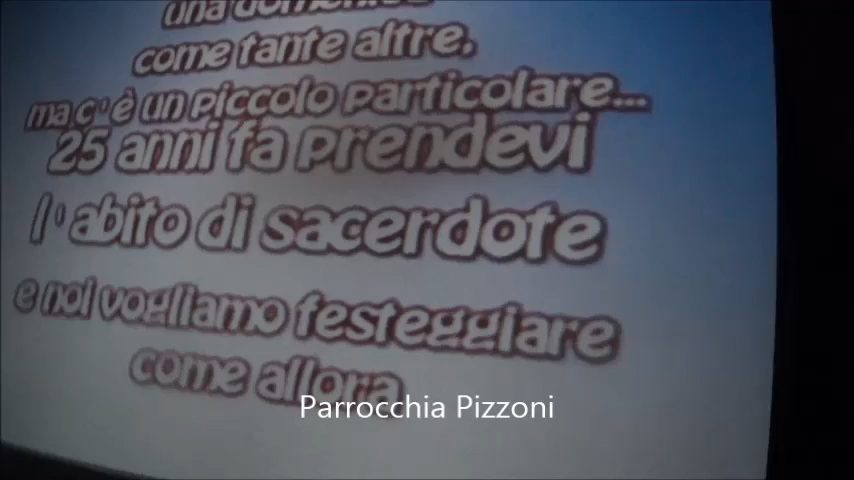 una
come tante altre,
ma c'è un piccolo particolare...
25 anni fa prendevi
l'abito di sacerdote
e noi vogliamo festeggiare
come allora
Parrocchia Pizzoni